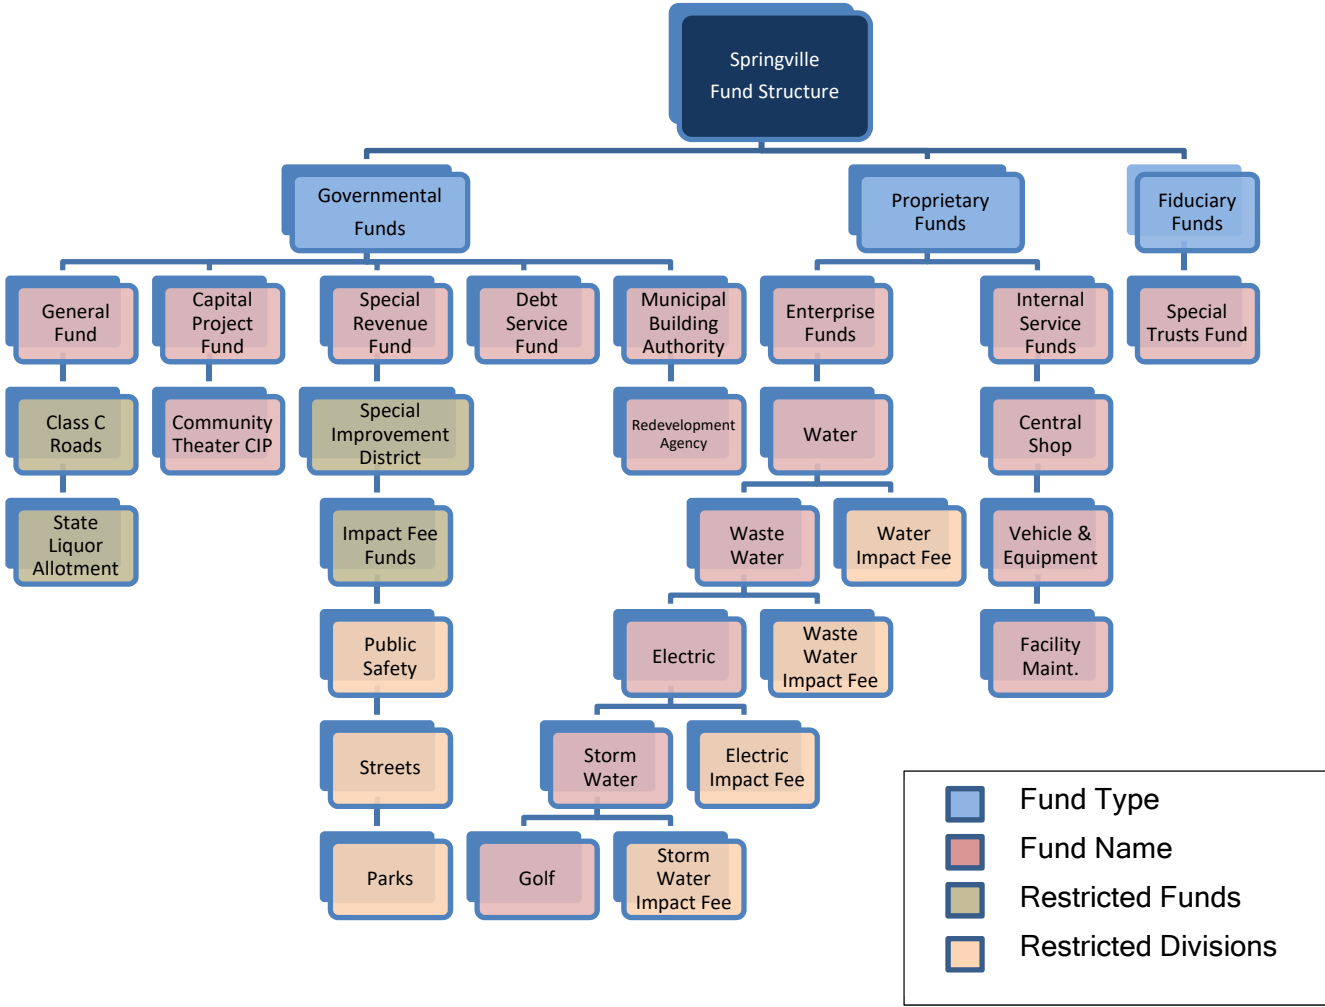 Springville
Fund Structure
Governmental
Funds
Proprietary
Funds
Fiduciary
Funds
General
Fund
Capital
Project
Fund
Special
Revenue
Fund
Debt
Service
Fund
Municipal
Building
Authority
Enterprise
Funds
Internal
Service
Funds
Special
Trusts Fund
Class C
Roads
Community
Theater CIP
Special
Improvement
District
Redevelopment
Agency
Water
Central
Shop
State
Liquor
Allotment
Impact Fee
Funds
Waste
Water
Water
Impact Fee
Vehicle &
Equipment
Public
Safety
Electric
Waste
Water
Impact Fee
Facility
Maint.
Streets
Storm
Water
Electric
Impact Fee
Parks
Golf
Storm
Water
Impact Fee
Fund Type
Fund Name
Restricted Funds
Restricted Divisions